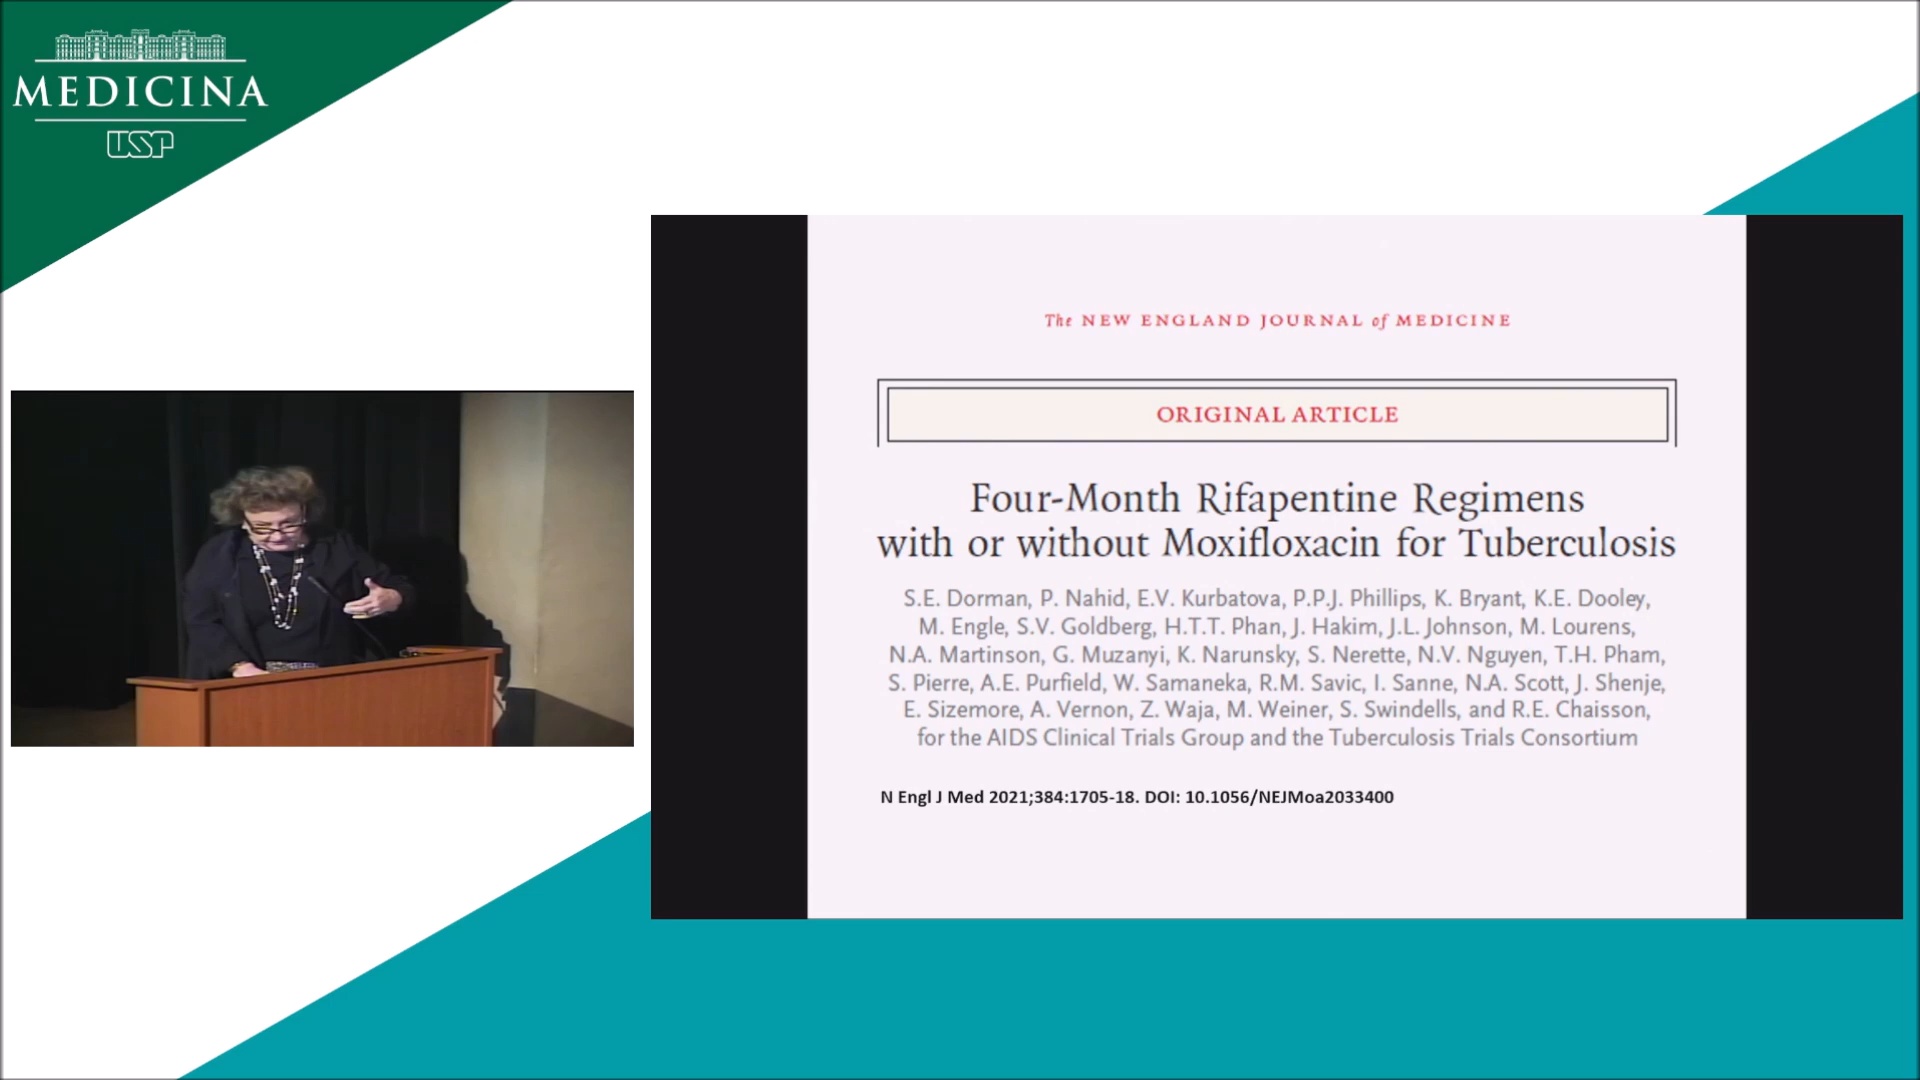 MEDICINA
USP
The NEW ENGLAND JOURNAL of MEDICINE
ORIGINAL ARTICLE
Four-Month Rifapentine Regimens
with or without Moxifloxacin for Tuberculosis
S.E. Dorman, P. Nahid, E.V. Kurbatova, P.P.J. Phillips, K. Bryant, K.E. Dooley,
M. Engle, S.V. Goldberg, H.T.T. Phan, J. Hakim, J.L. Johnson, M. Lourens,
N.A. Martinson, G. Muzanyi, K. Narunsky, S. Nerette, N.V. Nguyen, T.H. Pham,
S. Pierre, A.E. Purfield, W. Samaneka, R.M. Savic, I. Sanne, N.A. Scott, J. Shenje,
E. Sizemore, A. Vernon, Z. Waja, M. Weiner, S. Swindells, and R.E. Chaisson,
for the AIDS Clinical Trials Group and the Tuberculosis Trials Consortium
N Engl J Med 2021;384:1705-18. DOI: 10.1056/NEJMoa2033400